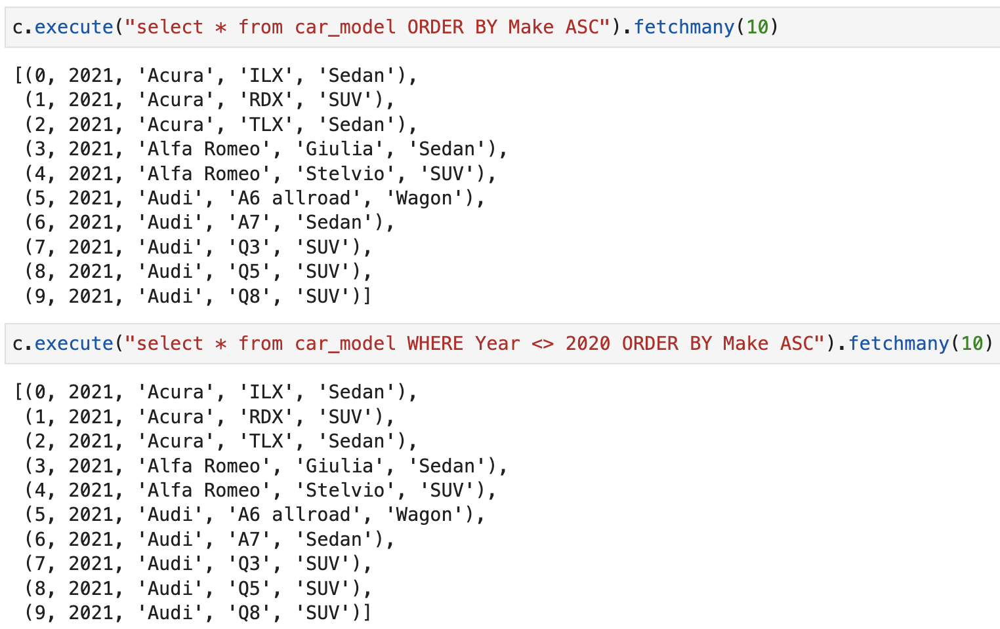 c.execute("select * from car_model ORDER BY Make ASC").fetchmany(10)
[(0, 2021, 'Acura', 'ILX', 'Sedan'),
 (1, 2021, 'Acura', 'RDX', 'SUV'),
 (2, 2021, 'Acura', 'TLX', 'Sedan'),
 (3, 2021, 'Alfa Romeo', 'Giulia', 'Sedan'),
 (4, 2021, 'Alfa Romeo', 'Stelvio', 'SUV'),
 (5, 2021, 'Audi', 'A6 allroad', 'Wagon'),
 (6, 2021, 'Audi', 'A7', 'Sedan'),
 (7, 2021, 'Audi', 'Q3', 'SUV'),
 (8, 2021, 'Audi', 'Q5', 'SUV'),
 (9, 2021, 'Audi', 'Q8', 'SUV')]
c.execute("select * from car_model WHERE Year <> 2020 ORDER BY Make ASC").fetchmany(10)
[(0, 2021, 'Acura', 'ILX', 'Sedan'),
 (1, 2021, 'Acura', 'RDX', 'SUV'),
 (2, 2021, 'Acura', 'TLX', 'Sedan'),
 (3, 2021, 'Alfa Romeo', 'Giulia', 'Sedan'),
 (4, 2021, 'Alfa Romeo', 'Stelvio', 'SUV'),
 (5, 2021, 'Audi', 'A6 allroad', 'Wagon'),
 (6, 2021, 'Audi', 'A7', 'Sedan'),
 (7, 2021, 'Audi', 'Q3', 'SUV'),
 (8, 2021, 'Audi', 'Q5', 'SUV'),
 (9, 2021, 'Audi', 'Q8', 'SUV')]